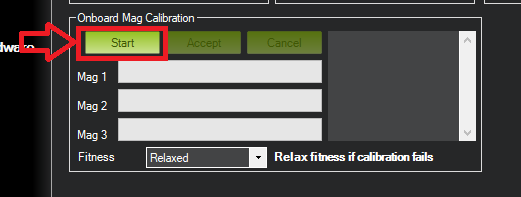 Onboard Mag Calibration
Start Accept Cancel
Mag 1
Mag 2
Mag 3
Fitness Relaxed Relax fitness if calibration fails